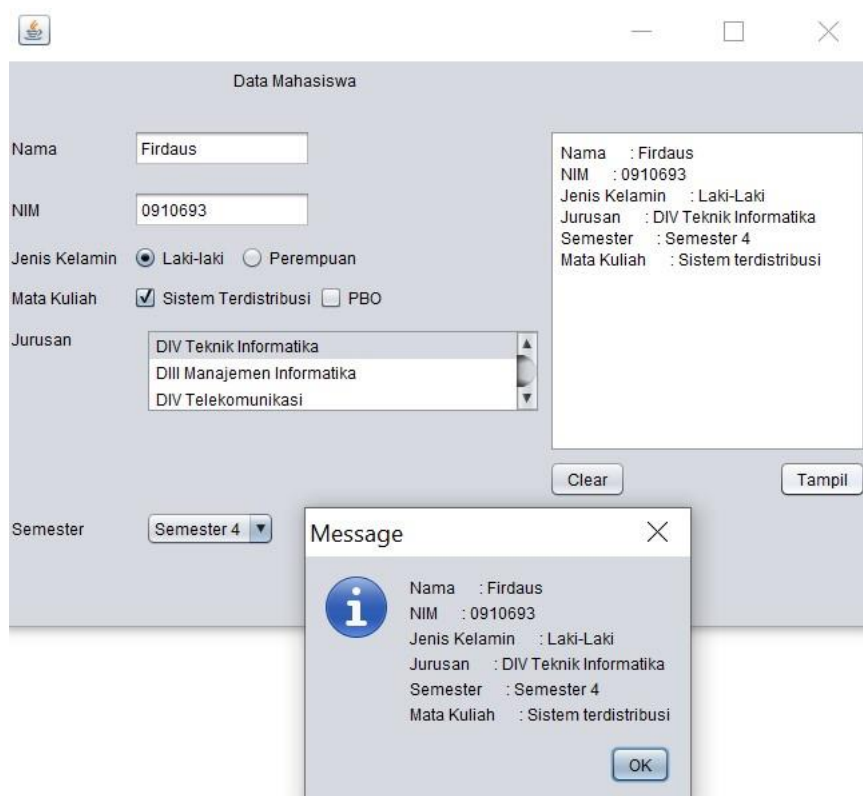 Data Mahasiswa
Nama Firdaus
NIM 0910693
Jenis Kelamin Laki-laki Perempuan
Mata Kuliah Sistem Terdistribusi PBO
Jurusan DIV Teknik Informatika
DIII Manajemen Informatika
DIV Telekomunikasi
Semester Semester 4
Nama : Firdaus
NIM : 0910693
Jenis Kelamin : Laki-Laki
Jurusan : DIV Teknik Informatika
Semester : Semester 4
Mata Kuliah : Sistem terdistribusi
Clear Tampil
Message
Nama : Firdaus
NIM : 0910693
Jenis Kelamin : Laki-Laki
Jurusan : DIV Teknik Informatika
Semester : Semester 4
Mata Kuliah : Sistem terdistribusi
OK